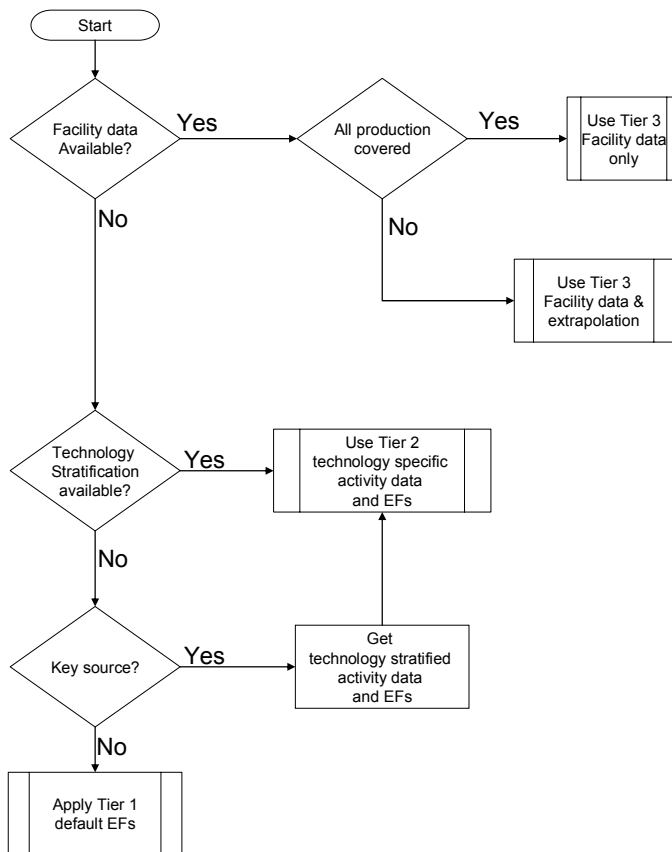 Start
Facility data
Available?
Yes
All production
covered
Yes
Use Tier 3
Facility data
only
No
No
Use Tier 3
Facility data &
extrapolation
Technology
Stratification
available?
Yes
Use Tier 2
technology specific
activity data
and EFs
No
Key source?
Yes
Get
technology stratified
activity data
and EFs
No
Apply Tier 1
default EFs